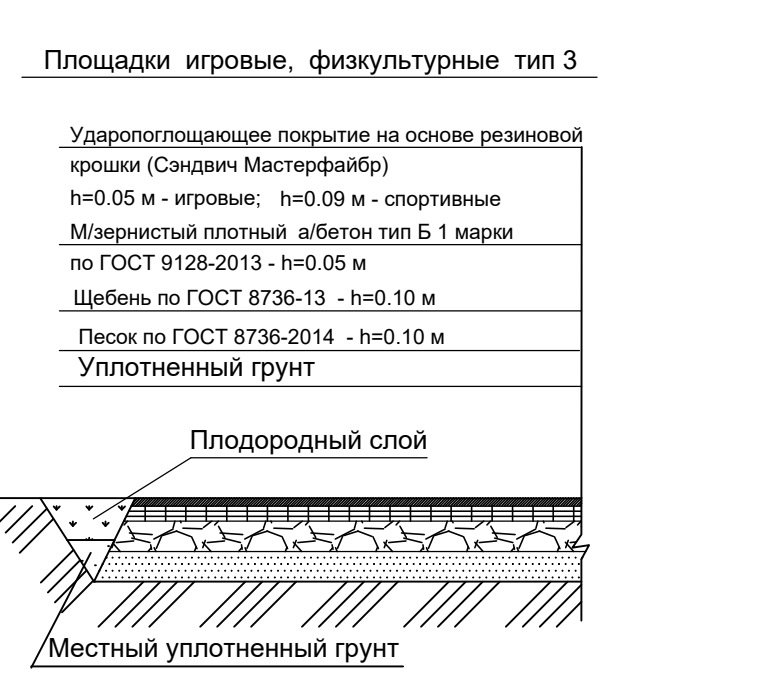 Площадки игровые, физкультурные тип 3
Ударопоглощающее покрытие на основе резиновой
крошки (Сэндвич Мастерфайбр)
h=0.05 м - игровые; h=0.09 м - спортивные
М/зернистый плотный а/бетон тип Б 1 марки
по ГОСТ 9128-2013 - h=0.05 м
Щебень по ГОСТ 8736-13 - h=0.10 м
Песок по ГОСТ 8736-2014 - h=0.10 м
Уплотненный грунт
Плодородный слой
Местный уплотненный грунт